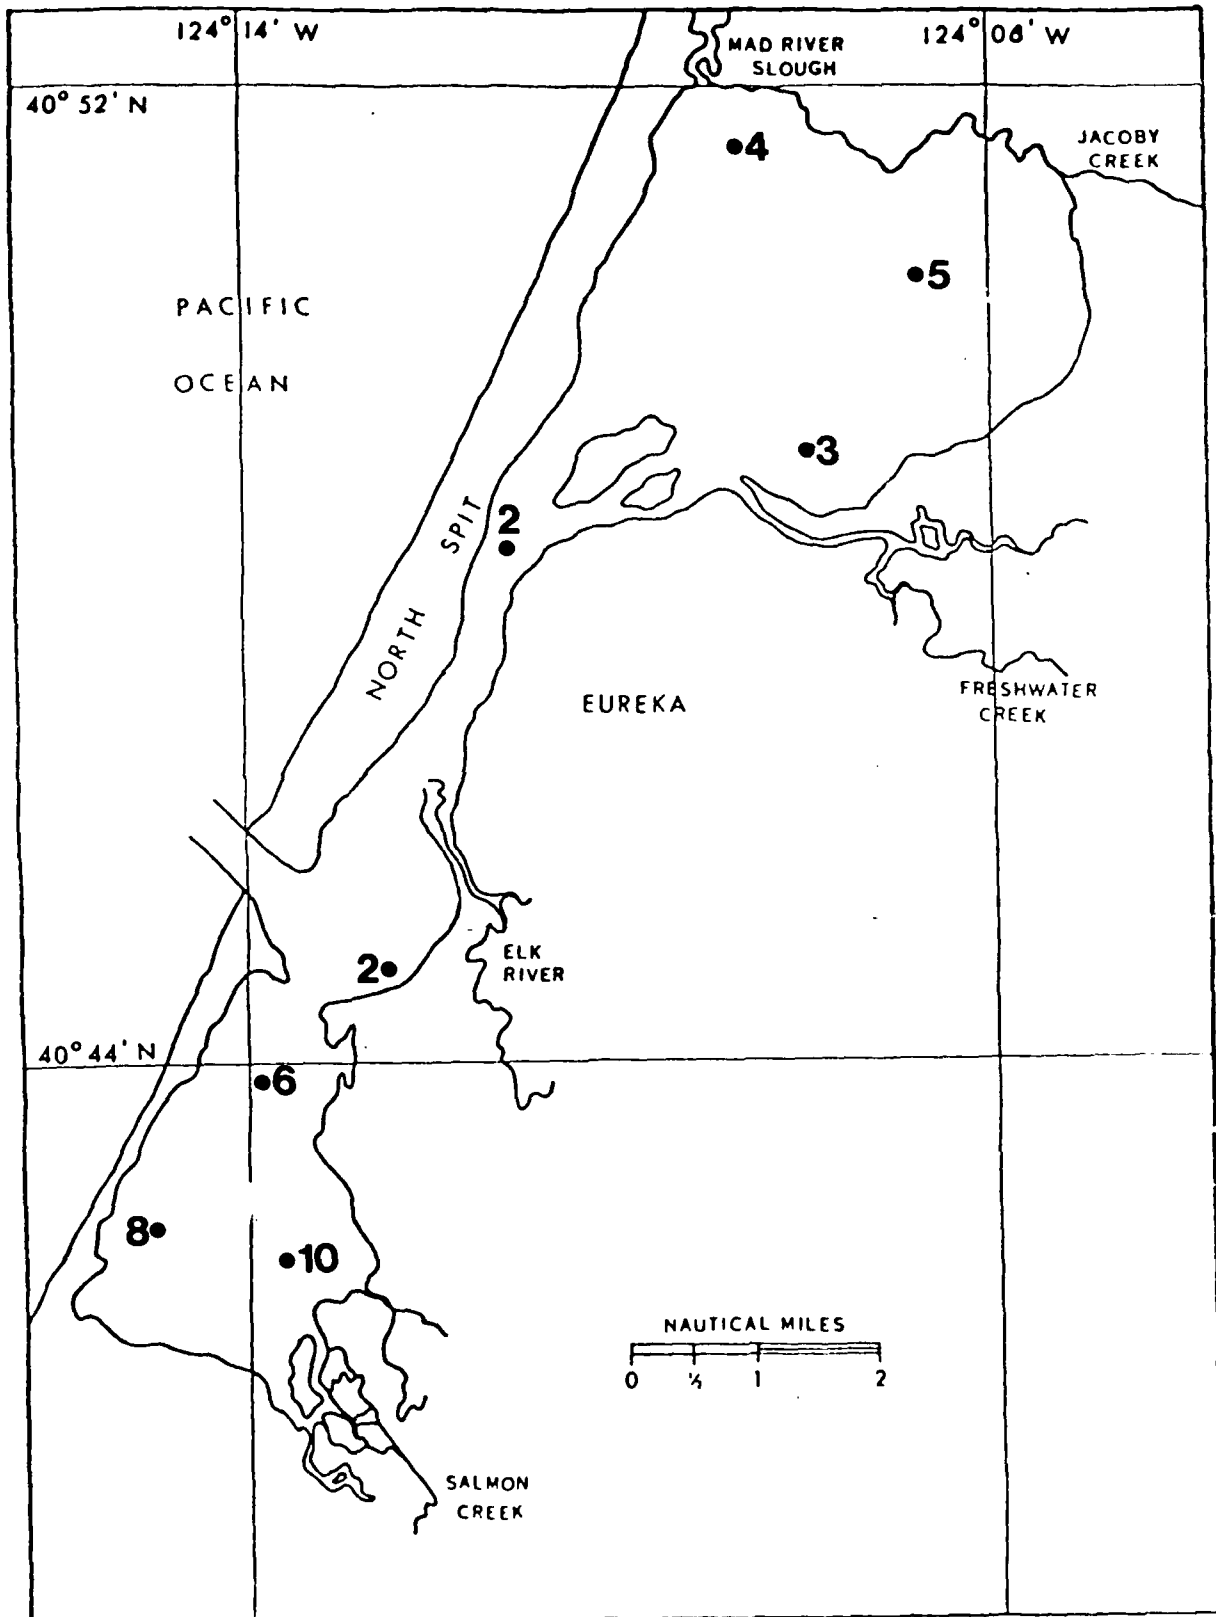 124° 14' W
124° 06' W
MAD RIVER
SLOUGH
40° 52' N
JACOBY
CREEK
4
5
PACIFIC
OCEAN
3
2
NORTH SPIT
EUREKA
FRESHWATER
CREEK
ELK
RIVER
2
40° 44' N
6
8
10
NAUTICAL MILES
0 ½ 1 2
SALMON
CREEK